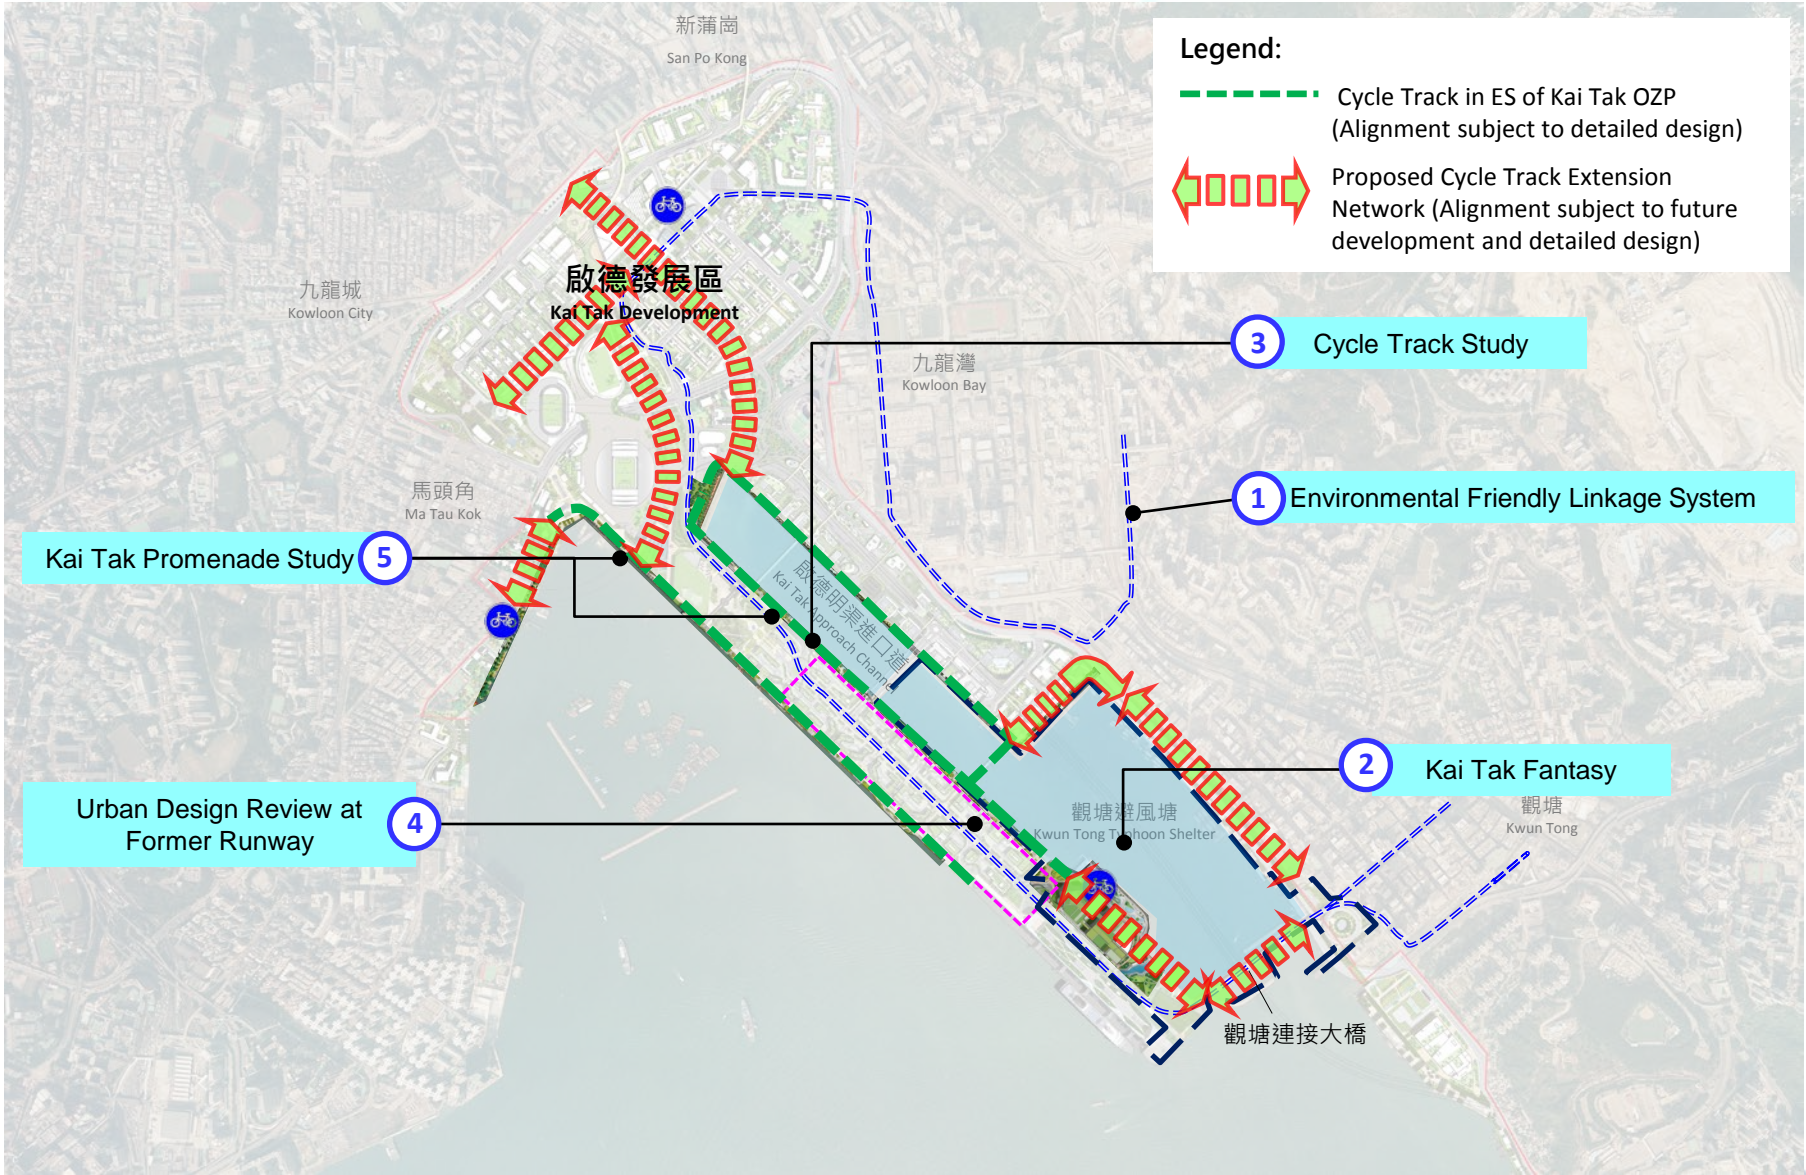 新蒲崗
San Po Kong
Legend:
Cycle Track in ES of Kai Tak OZP
(Alignment subject to detailed design)
Proposed Cycle Track Extension
Network (Alignment subject to future
development and detailed design)
啟德發展區
Kai Tak Development
九龍城
Kowloon City
3 Cycle Track Study
九龍灣
Kowloon Bay
馬頭角
Ma Tau Kok
1 Environmental Friendly Linkage System
Kai Tak Promenade Study 5
啟德明渠進口道
Kai Tak Approach Channel
2 Kai Tak Fantasy
Urban Design Review at
Former Runway
4
觀塘避風塘
Kwun Tong Typhoon Shelter
觀塘
Kwun Tong
觀塘連接大橋